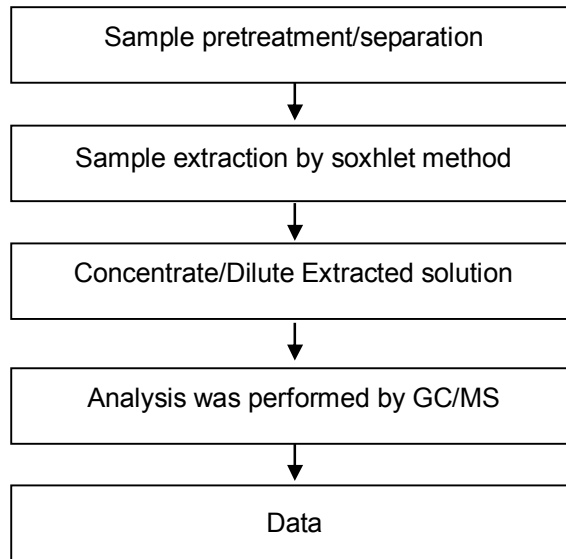 Sample pretreatment/separation
Sample extraction by soxhlet method
Concentrate/Dilute Extracted solution
Analysis was performed by GC/MS
Data